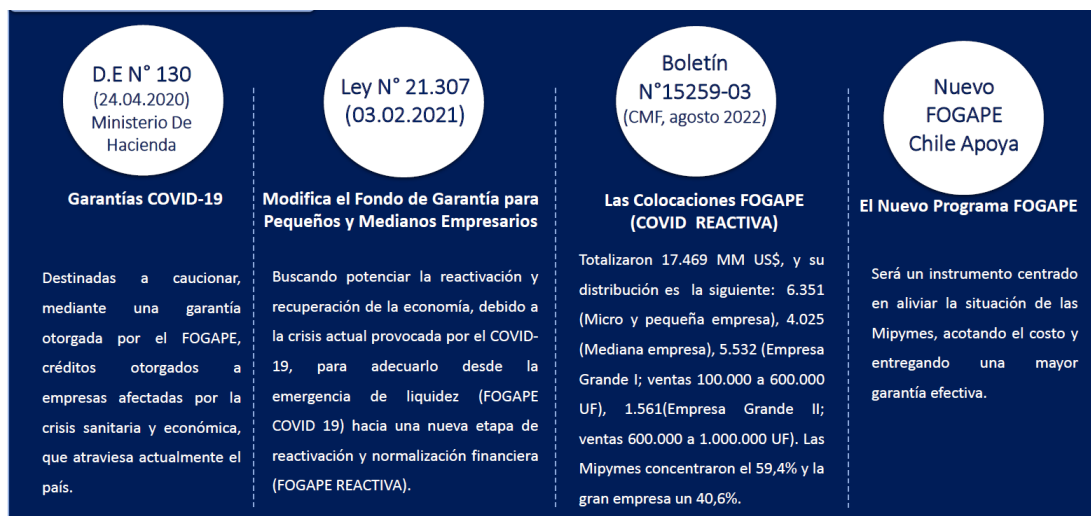 D.E N° 130
(24.04.2020)
Ministerio De
Hacienda
Garantías COVID-19
Destinadas a caucionar,
mediante una garantía
otorgada por el FOGAPE,
créditos otorgados a
empresas afectadas por la
crisis sanitaria y económica,
que atraviesa actualmente el
país.
Ley N° 21.307
(03.02.2021)
Modifica el Fondo de Garantía para
Pequeños y Medianos Empresarios
Buscando potenciar la reactivación y
recuperación de la economía, debido a
la crisis actual provocada por el COVID-
19, para adecuarlo desde la
emergencia de liquidez (FOGAPE
COVID 19) hacia una nueva etapa de
reactivación y normalización financiera
(FOGAPE REACTIVA).
Boletín
N°15259-03
(CMF, agosto 2022)
Las Colocaciones FOGAPE
(COVID REACTIVA)
Totalizaron 17.469 MM US$, y su
distribución es la siguiente: 6.351
(Micro y pequeña empresa), 4.025
(Mediana empresa), 5.532 (Empresa
Grande I; ventas 100.000 a 600.000
UF), 1.561(Empresa Grande II;
ventas 600.000 a 1.000.000 UF). Las
Mipymes concentraron el 59,4% y la
gran empresa un 40,6%.
Nuevo
FOGAPE
Chile Apoya
El Nuevo Programa FOGAPE
Será un instrumento centrado
en aliviar la situación de las
Mipymes, acotando el costo y
entregando una mayor
garantía efectiva.